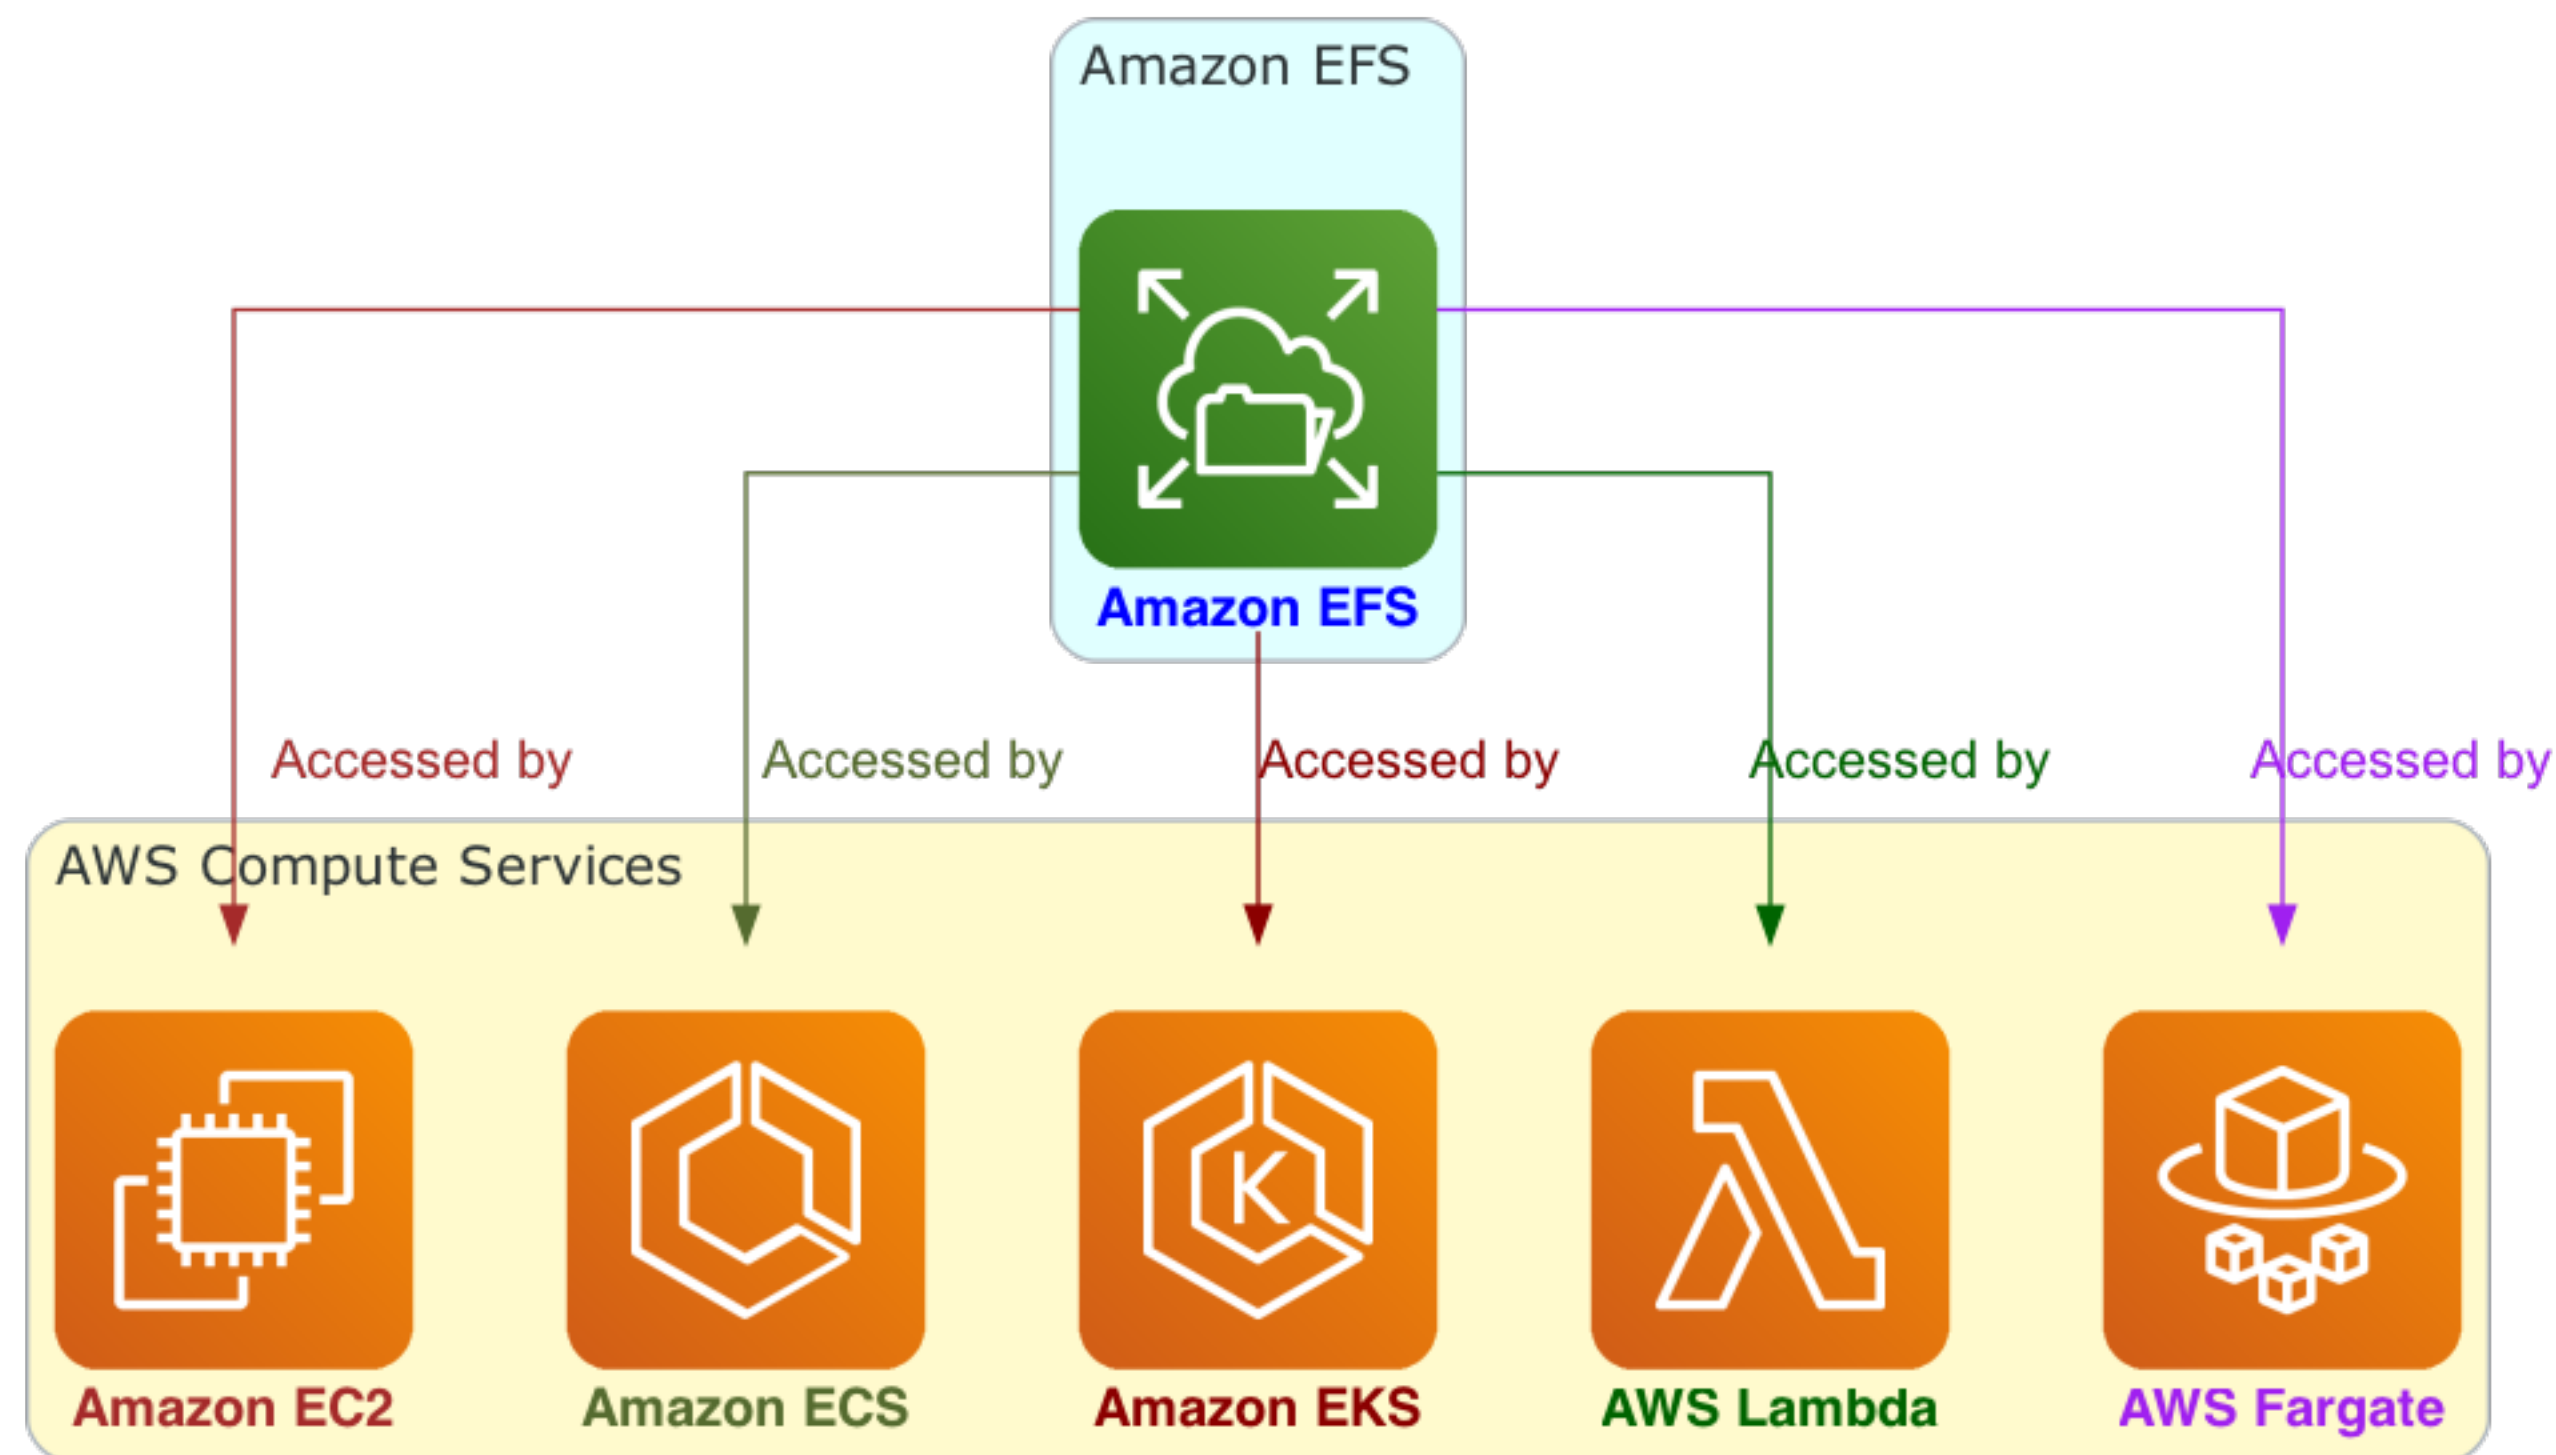 Amazon EFS
Amazon EFS
Accessed by
Accessed by
Accessed by
Accessed by
Accessed by
AWS Compute Services
K
Amazon EC2
Amazon ECS
Amazon EKS
AWS Lambda
AWS Fargate